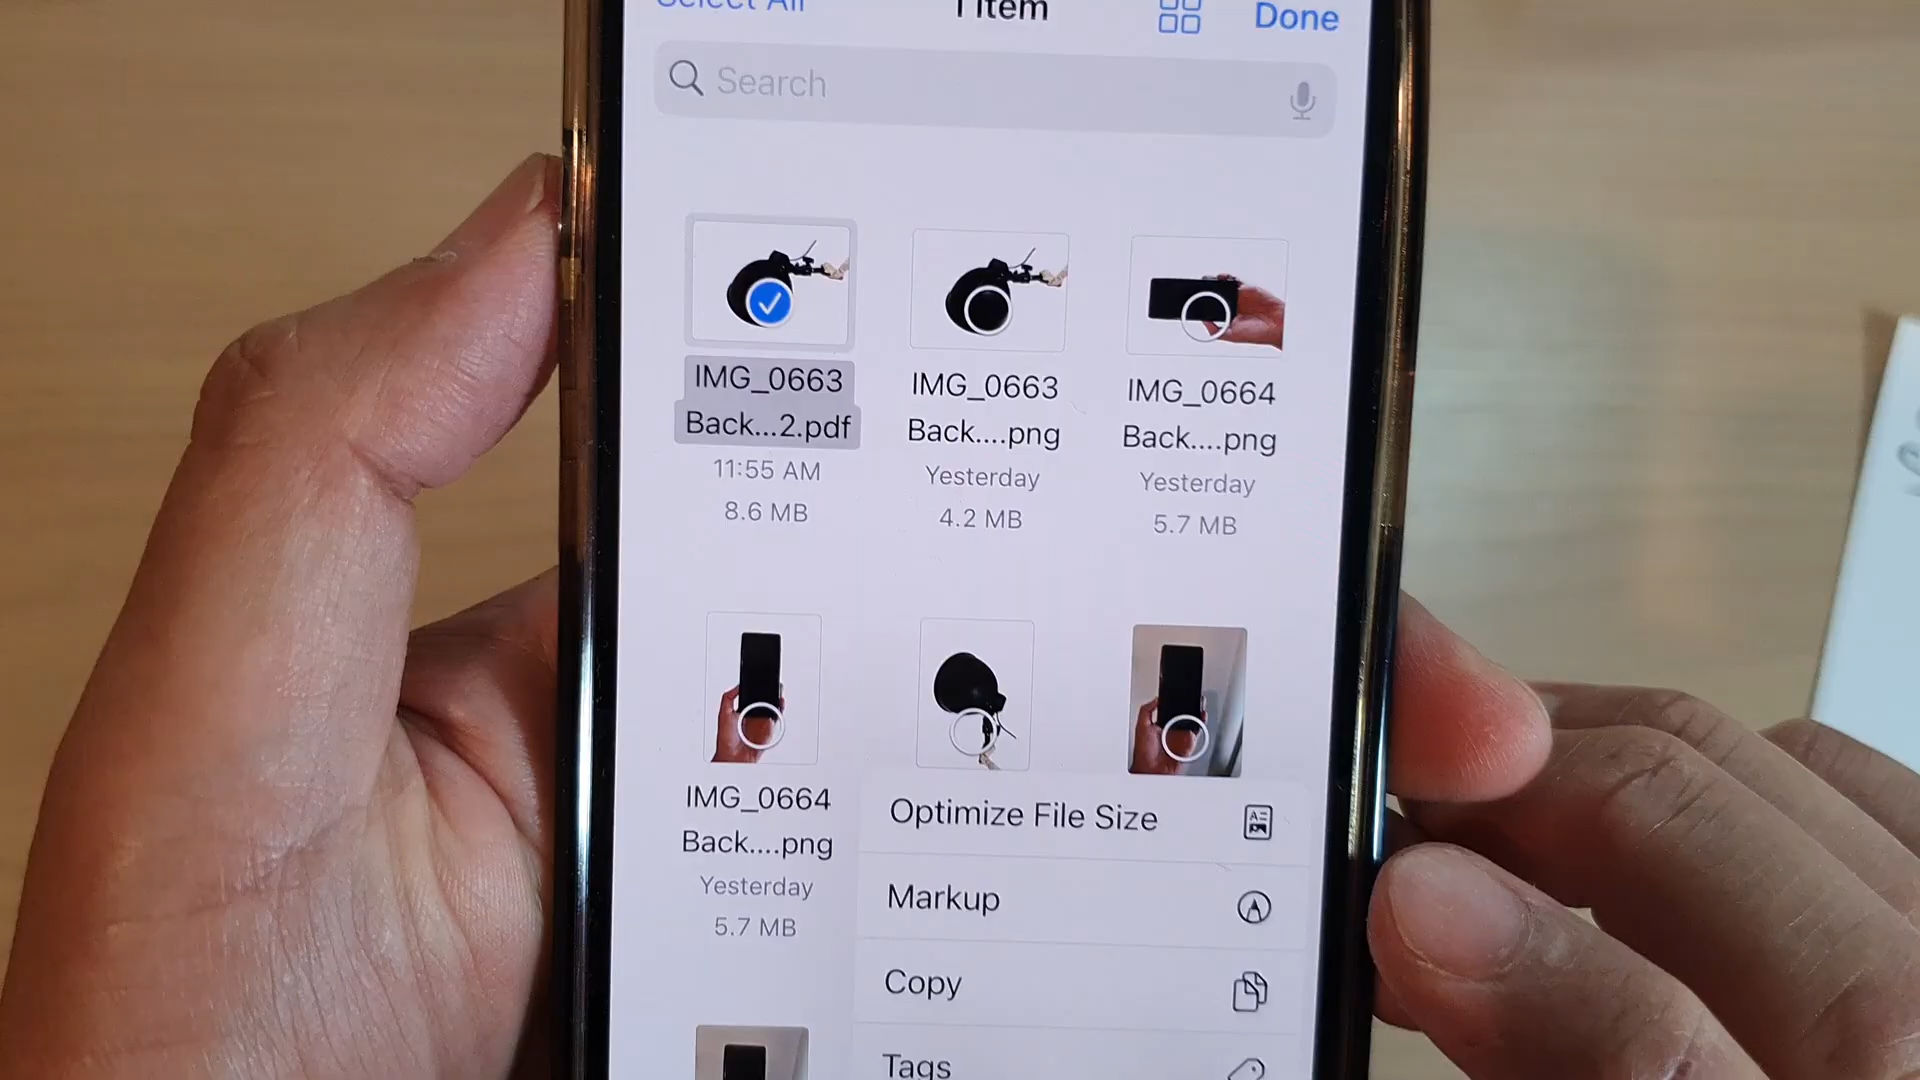 Select All
1 Item
Done
Search
IMG_0663
Back...2.pdf
11:55 AM
8.6 MB
IMG_0663
Back....png
Yesterday
4.2 MB
IMG_0664
Back....png
Yesterday
5.7 MB
IMG_0664
Back....png
Yesterday
5.7 MB
Optimize File Size
Markup
Copy
Tags